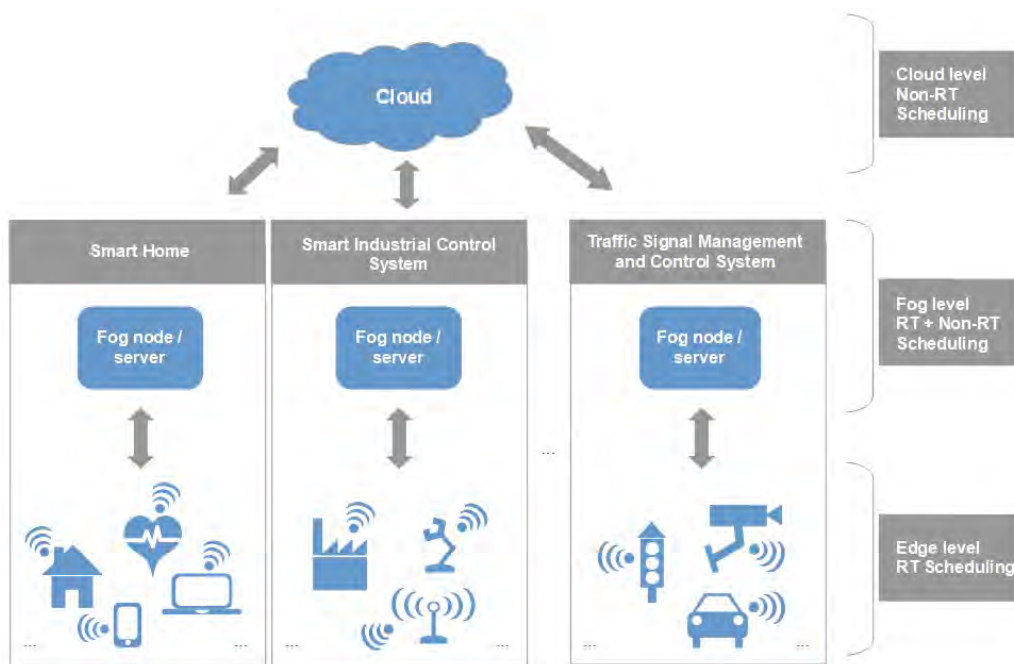 Cloud
Cloud level
Non-RT
Scheduling
Smart Home
Smart Industrial Control
System
Traffic Signal Management
and Control System
Fog node /
server
Fog node /
server
Fog node /
server
Fog level
RT + Non-RT
Scheduling
...
Edge level
RT Scheduling
...
...
...
...
...
...